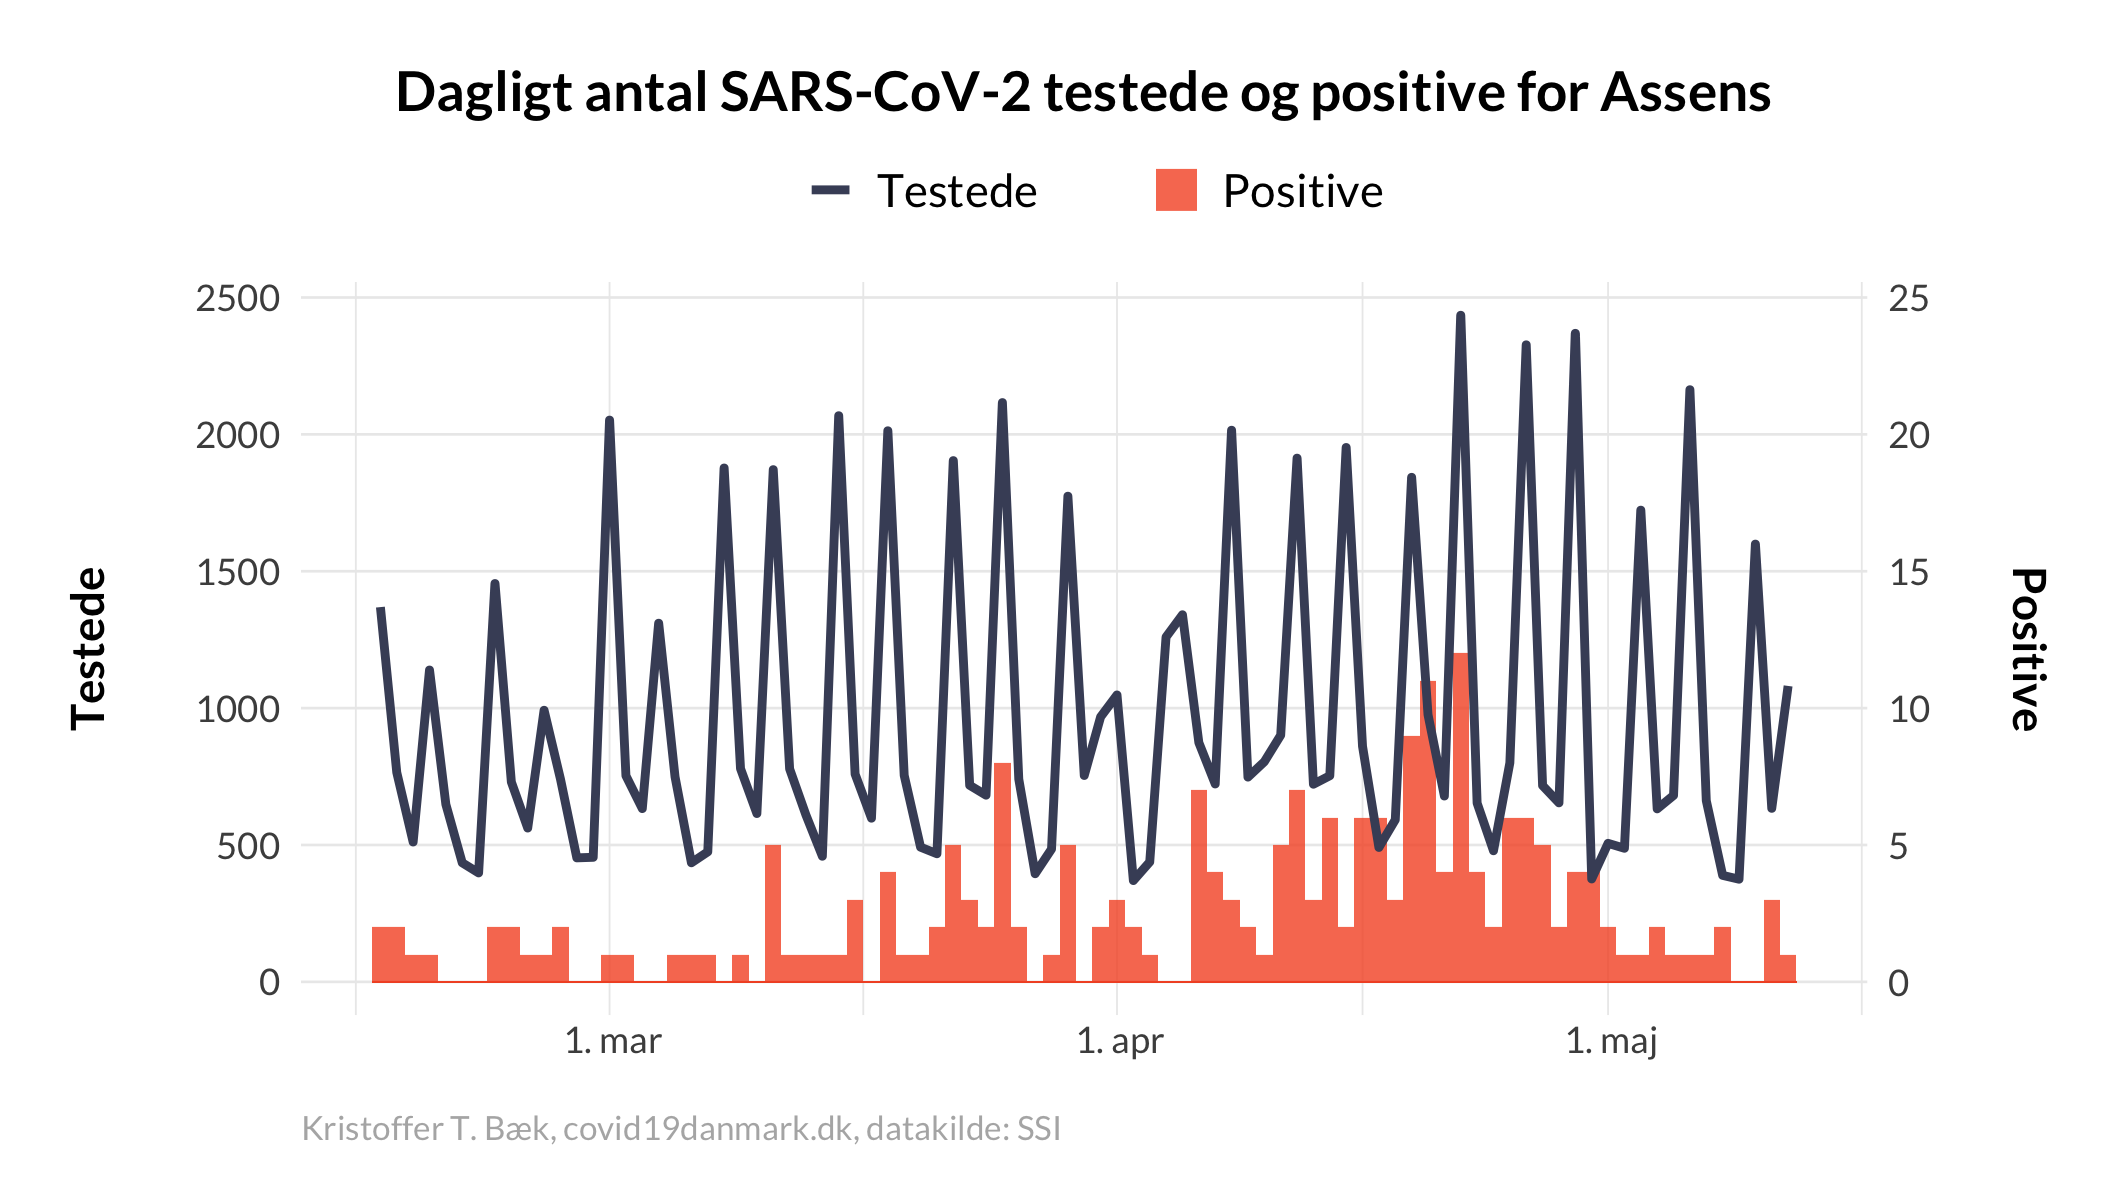 Dagligt antal SARS-CoV-2 testede og positive for Assens
Testede
Positive
2500
2000
1500
1000
500
0
25
20
15
10
5
0
Testede
Positive
1. mar
1. apr
1. maj
Kristoffer T. Bæk, covid19danmark.dk, datakilde: SSI